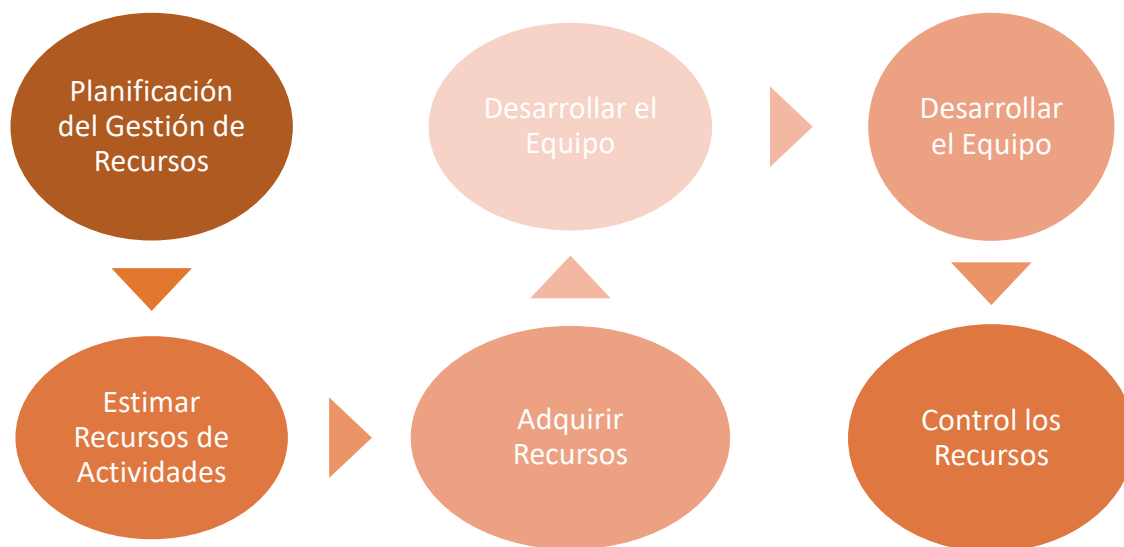 Planificación
del Gestión de
Recursos
Estimar
Recursos de
Actividades
Adquirir
Recursos
Desarrollar el
Equipo
Desarrollar
el Equipo
Control los
Recursos